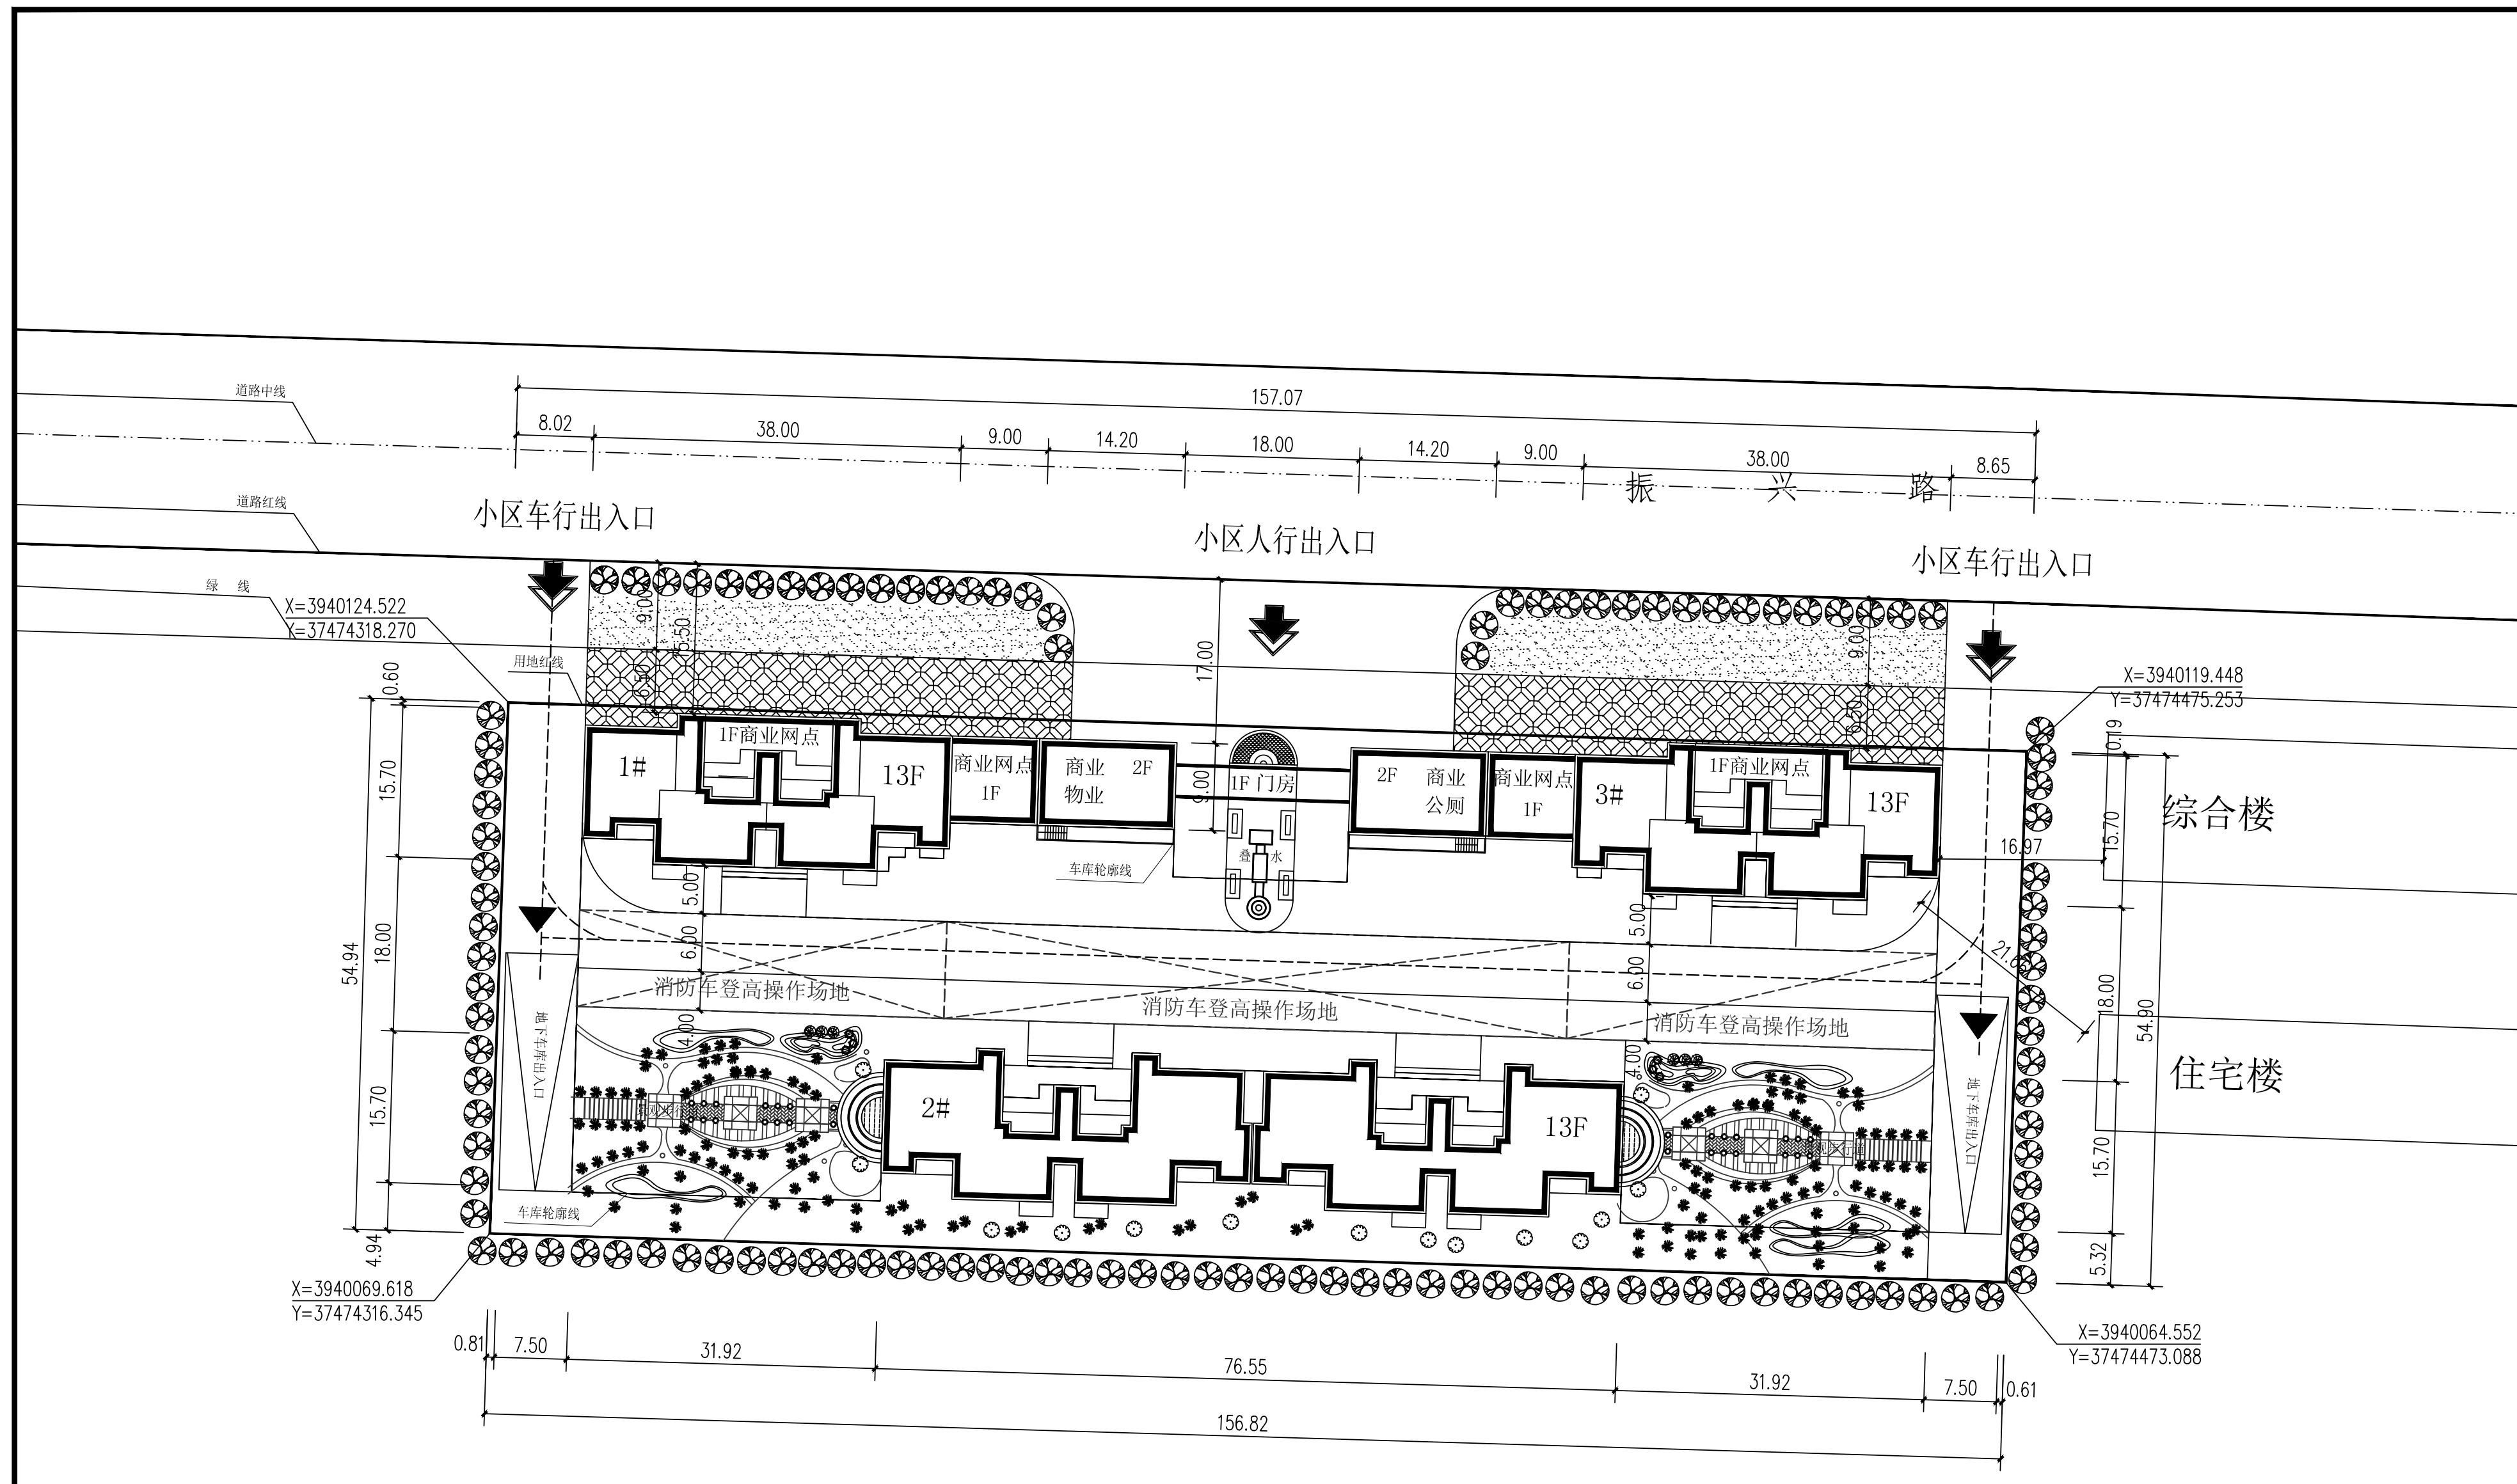 道路中线
157.07
8.02
38.00
9.00
14.20
18.00
14.20
9.00
38.00
8.65
振 兴 路
道路红线
小区车行出入口
小区人行出入口
小区车行出入口
绿 线
X=3940124.522
Y=37474318.270
用地红线
9.00
15.50
6.50
17.00
9.00
6.50
X=3940119.448
Y=37474475.253
0.60
0.19
1F商业网点
1#
13F
商业网点
1F
商业 2F
物业
1F 门房
9.00
2F 商业
公厕
商业网点
1F
3#
1F商业网点
13F
综合楼
15.70
15.70
16.97
叠 水
车库轮廓线
5.00
5.00
54.94
18.00
6.00
6.00
18.00
54.90
消防车登高操作场地
消防车登高操作场地
消防车登高操作场地
地下车库出入口
地下车库出入口
4.00
4.00
住宅楼
2#
13F
15.70
15.70
车库轮廓线
4.94
5.32
X=3940069.618
Y=37474316.345
X=3940064.552
Y=37474473.088
0.81
7.50
31.92
76.55
31.92
7.50
0.61
156.82